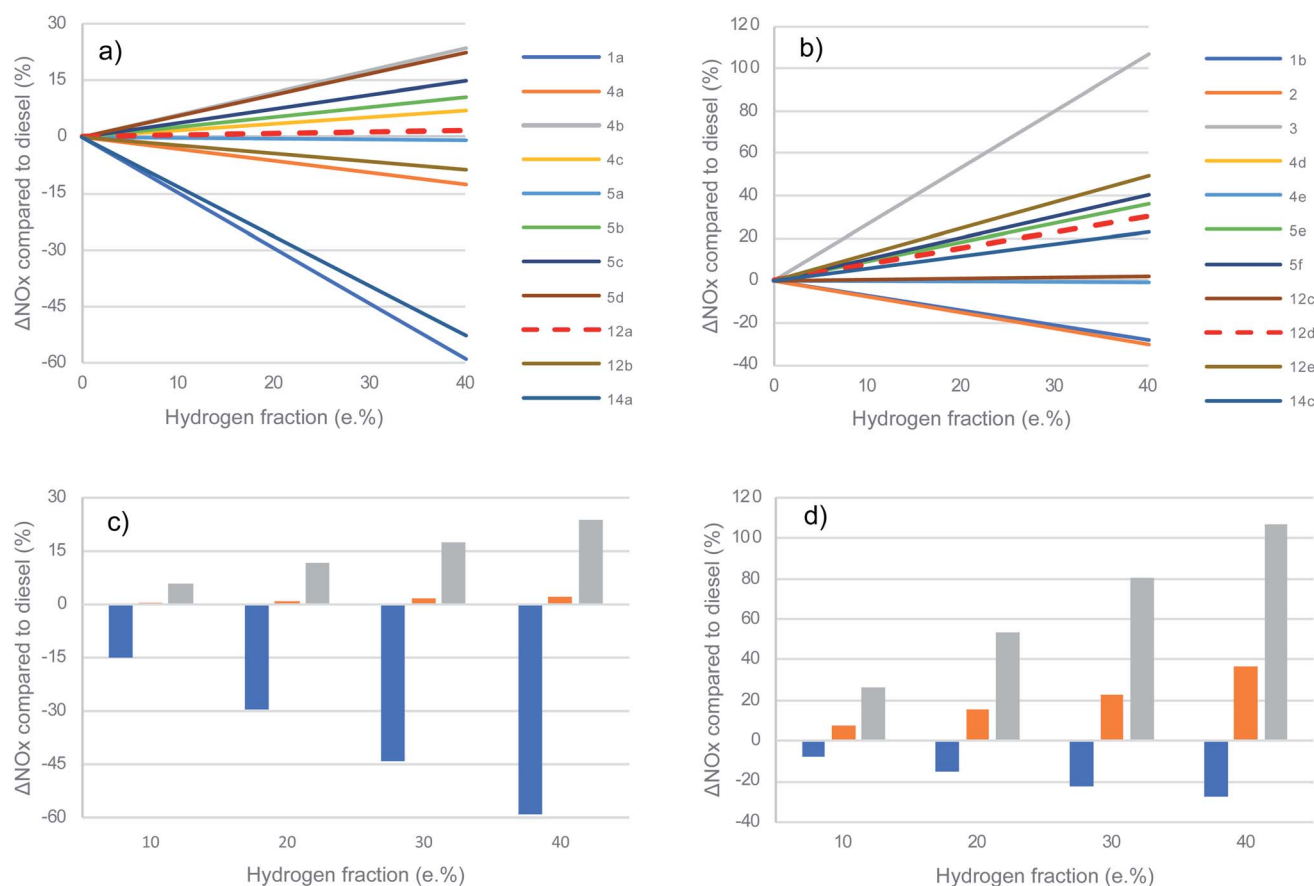 a)
ΔNOx compared to diesel (%)
30
15
0
-15
-30
-45
-60
0 10 20 30 40
Hydrogen fraction (e.%)
1a
4a
4b
4c
5a
5b
5c
5d
12a
12b
14a
b)
ΔNOx compared to diesel (%)
120
100
80
60
40
20
0
-20
-40
0 10 20 30 40
Hydrogen fraction (e.%)
1b
2
3
4d
4e
5e
5f
12c
12d
12e
14c
c)
ΔNOx compared to diesel (%)
30
15
0
-15
-30
-45
-60
10 20 30 40
Hydrogen fraction (e.%)
d)
ΔNOx compared to diesel (%)
120
100
80
60
40
20
0
-20
-40
10 20 30 40
Hydrogen fraction (e.%)